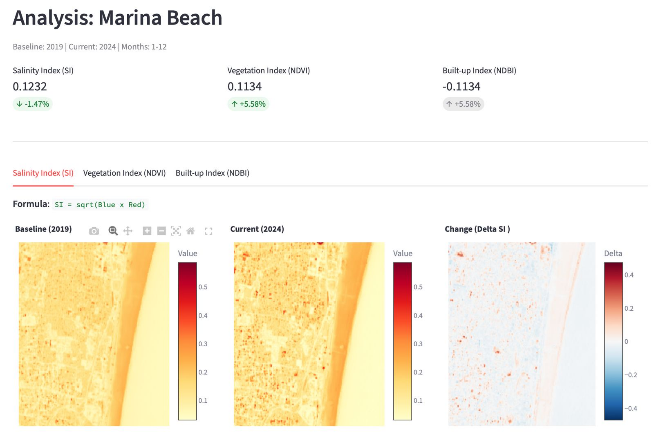 Analysis: Marina Beach
Baseline: 2019 | Current: 2024 | Months: 1-12
Salinity Index (SI)
0.1232
↓ -1.47%
Vegetation Index (NDVI)
0.1134
↑ +5.58%
Built-up Index (NDBI)
-0.1134
↑ +5.58%
Salinity Index (SI) Vegetation Index (NDVI) Built-up Index (NDBI)
Formula: SI = sqrt(Blue x Red)
Baseline (2019)
Value
0.5
0.4
0.3
0.2
0.1
Current (2024)
Value
0.5
0.4
0.3
0.2
0.1
Change (Delta SI )
Delta
0.4
0.2
0
−0.2
−0.4